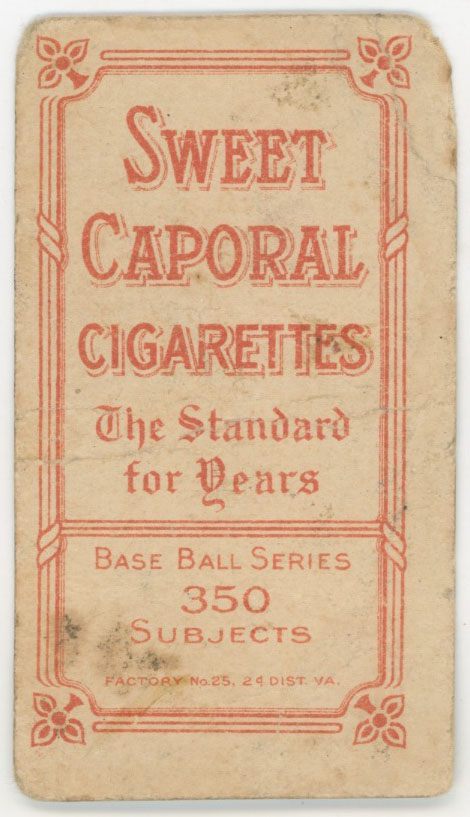 SWEET
CAPORAL
CIGARETTES
The Standard
for Years
BASE BALL SERIES
350
SUBJECTS
FACTORY No. 25, 2d DIST. VA.